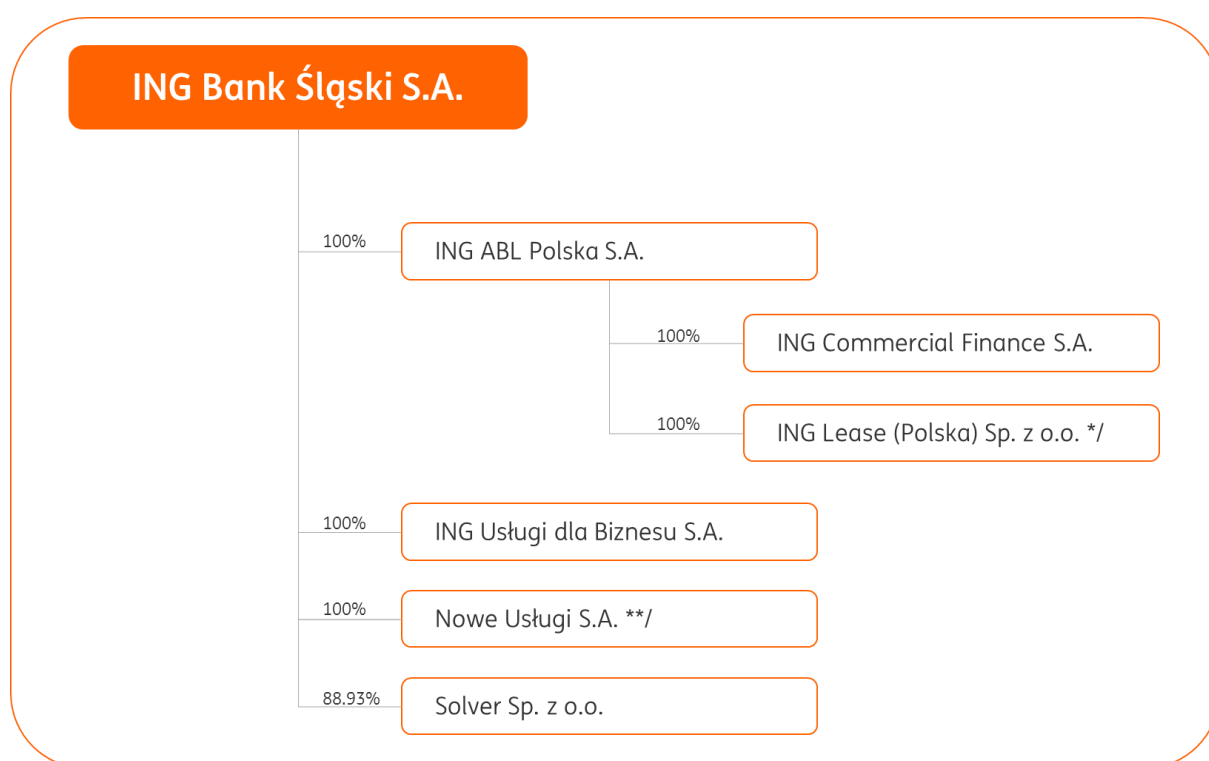 ING Bank Śląski S.A.
100%
ING ABL Polska S.A.
100%
ING Commercial Finance S.A.
100%
ING Lease (Polska) Sp. z o.o. */
100%
ING Usługi dla Biznesu S.A.
100%
Nowe Usługi S.A. **/
88.93%
Solver Sp. z o.o.